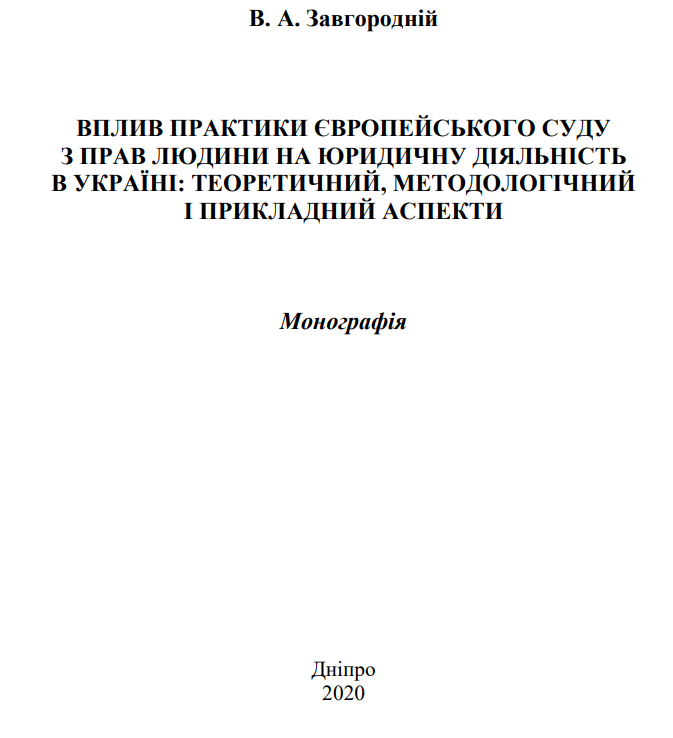 В. А. Завгородній
ВПЛИВ ПРАКТИКИ ЄВРОПЕЙСЬКОГО СУДУ
З ПРАВ ЛЮДИНИ НА ЮРИДИЧНУ ДІЯЛЬНІСТЬ
В УКРАЇНІ: ТЕОРЕТИЧНИЙ, МЕТОДОЛОГІЧНИЙ
І ПРИКЛАДНИЙ АСПЕКТИ
Монографія
Дніпро
2020